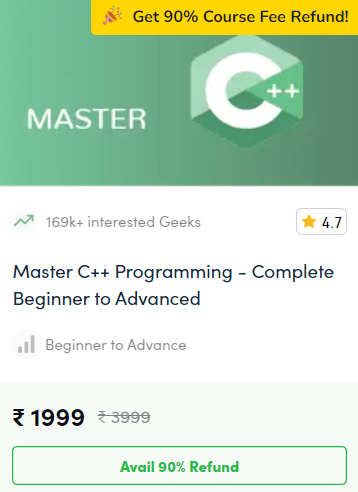 Get 90% Course Fee Refund!
MASTER
C++
169k+ interested Geeks
4.7
Master C++ Programming - Complete
Beginner to Advanced
Beginner to Advance
₹ 1999 ₹ 3999
Avail 90% Refund